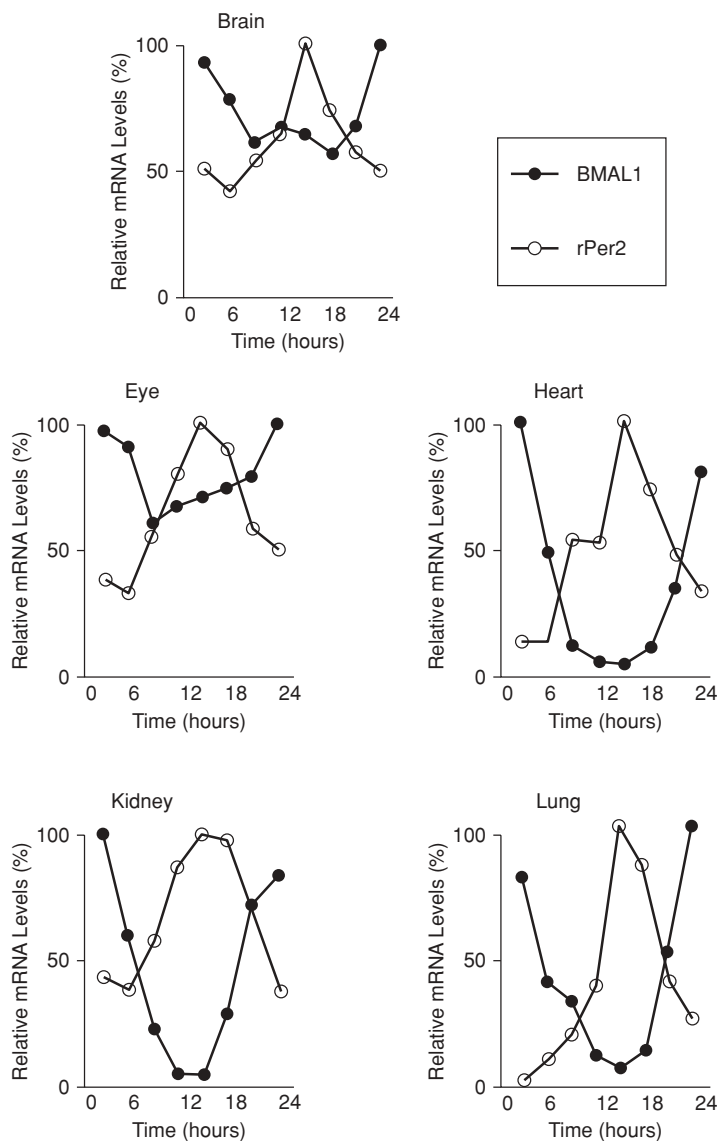 Brain
Relative mRNA Levels (%)
100
50
0
0 6 12 18 24
Time (hours)
BMAL1
rPer2
Eye
Relative mRNA Levels (%)
100
50
0
0 6 12 18 24
Time (hours)
Heart
Relative mRNA Levels (%)
100
50
0
0 6 12 18 24
Time (hours)
Kidney
Relative mRNA Levels (%)
100
50
0
0 6 12 18 24
Time (hours)
Lung
Relative mRNA Levels (%)
100
50
0
0 6 12 18 24
Time (hours)